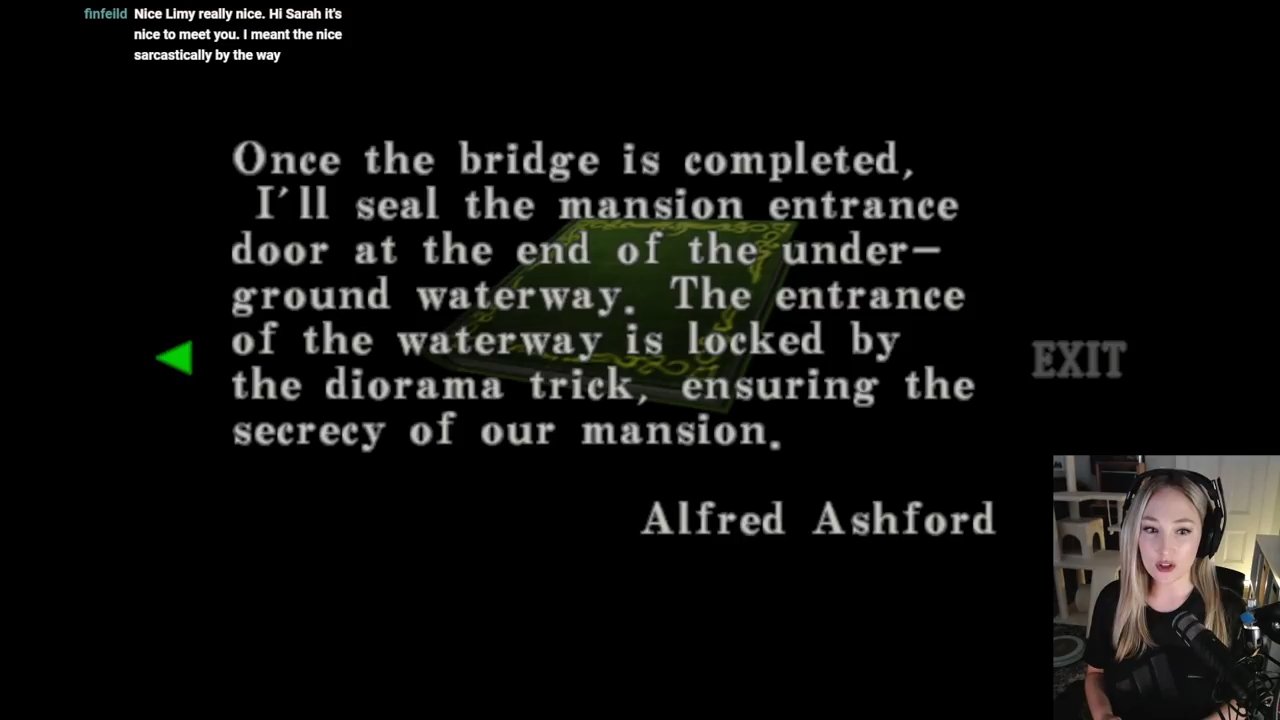 finfeild Nice Limy really nice. Hi Sarah it's
nice to meet you. I meant the nice
sarcastically by the way
Once the bridge is completed,
I'll seal the mansion entrance
door at the end of the under-
ground waterway. The entrance
of the waterway is locked by
the diorama trick, ensuring the
secrecy of our mansion.
EXIT
Alfred Ashford